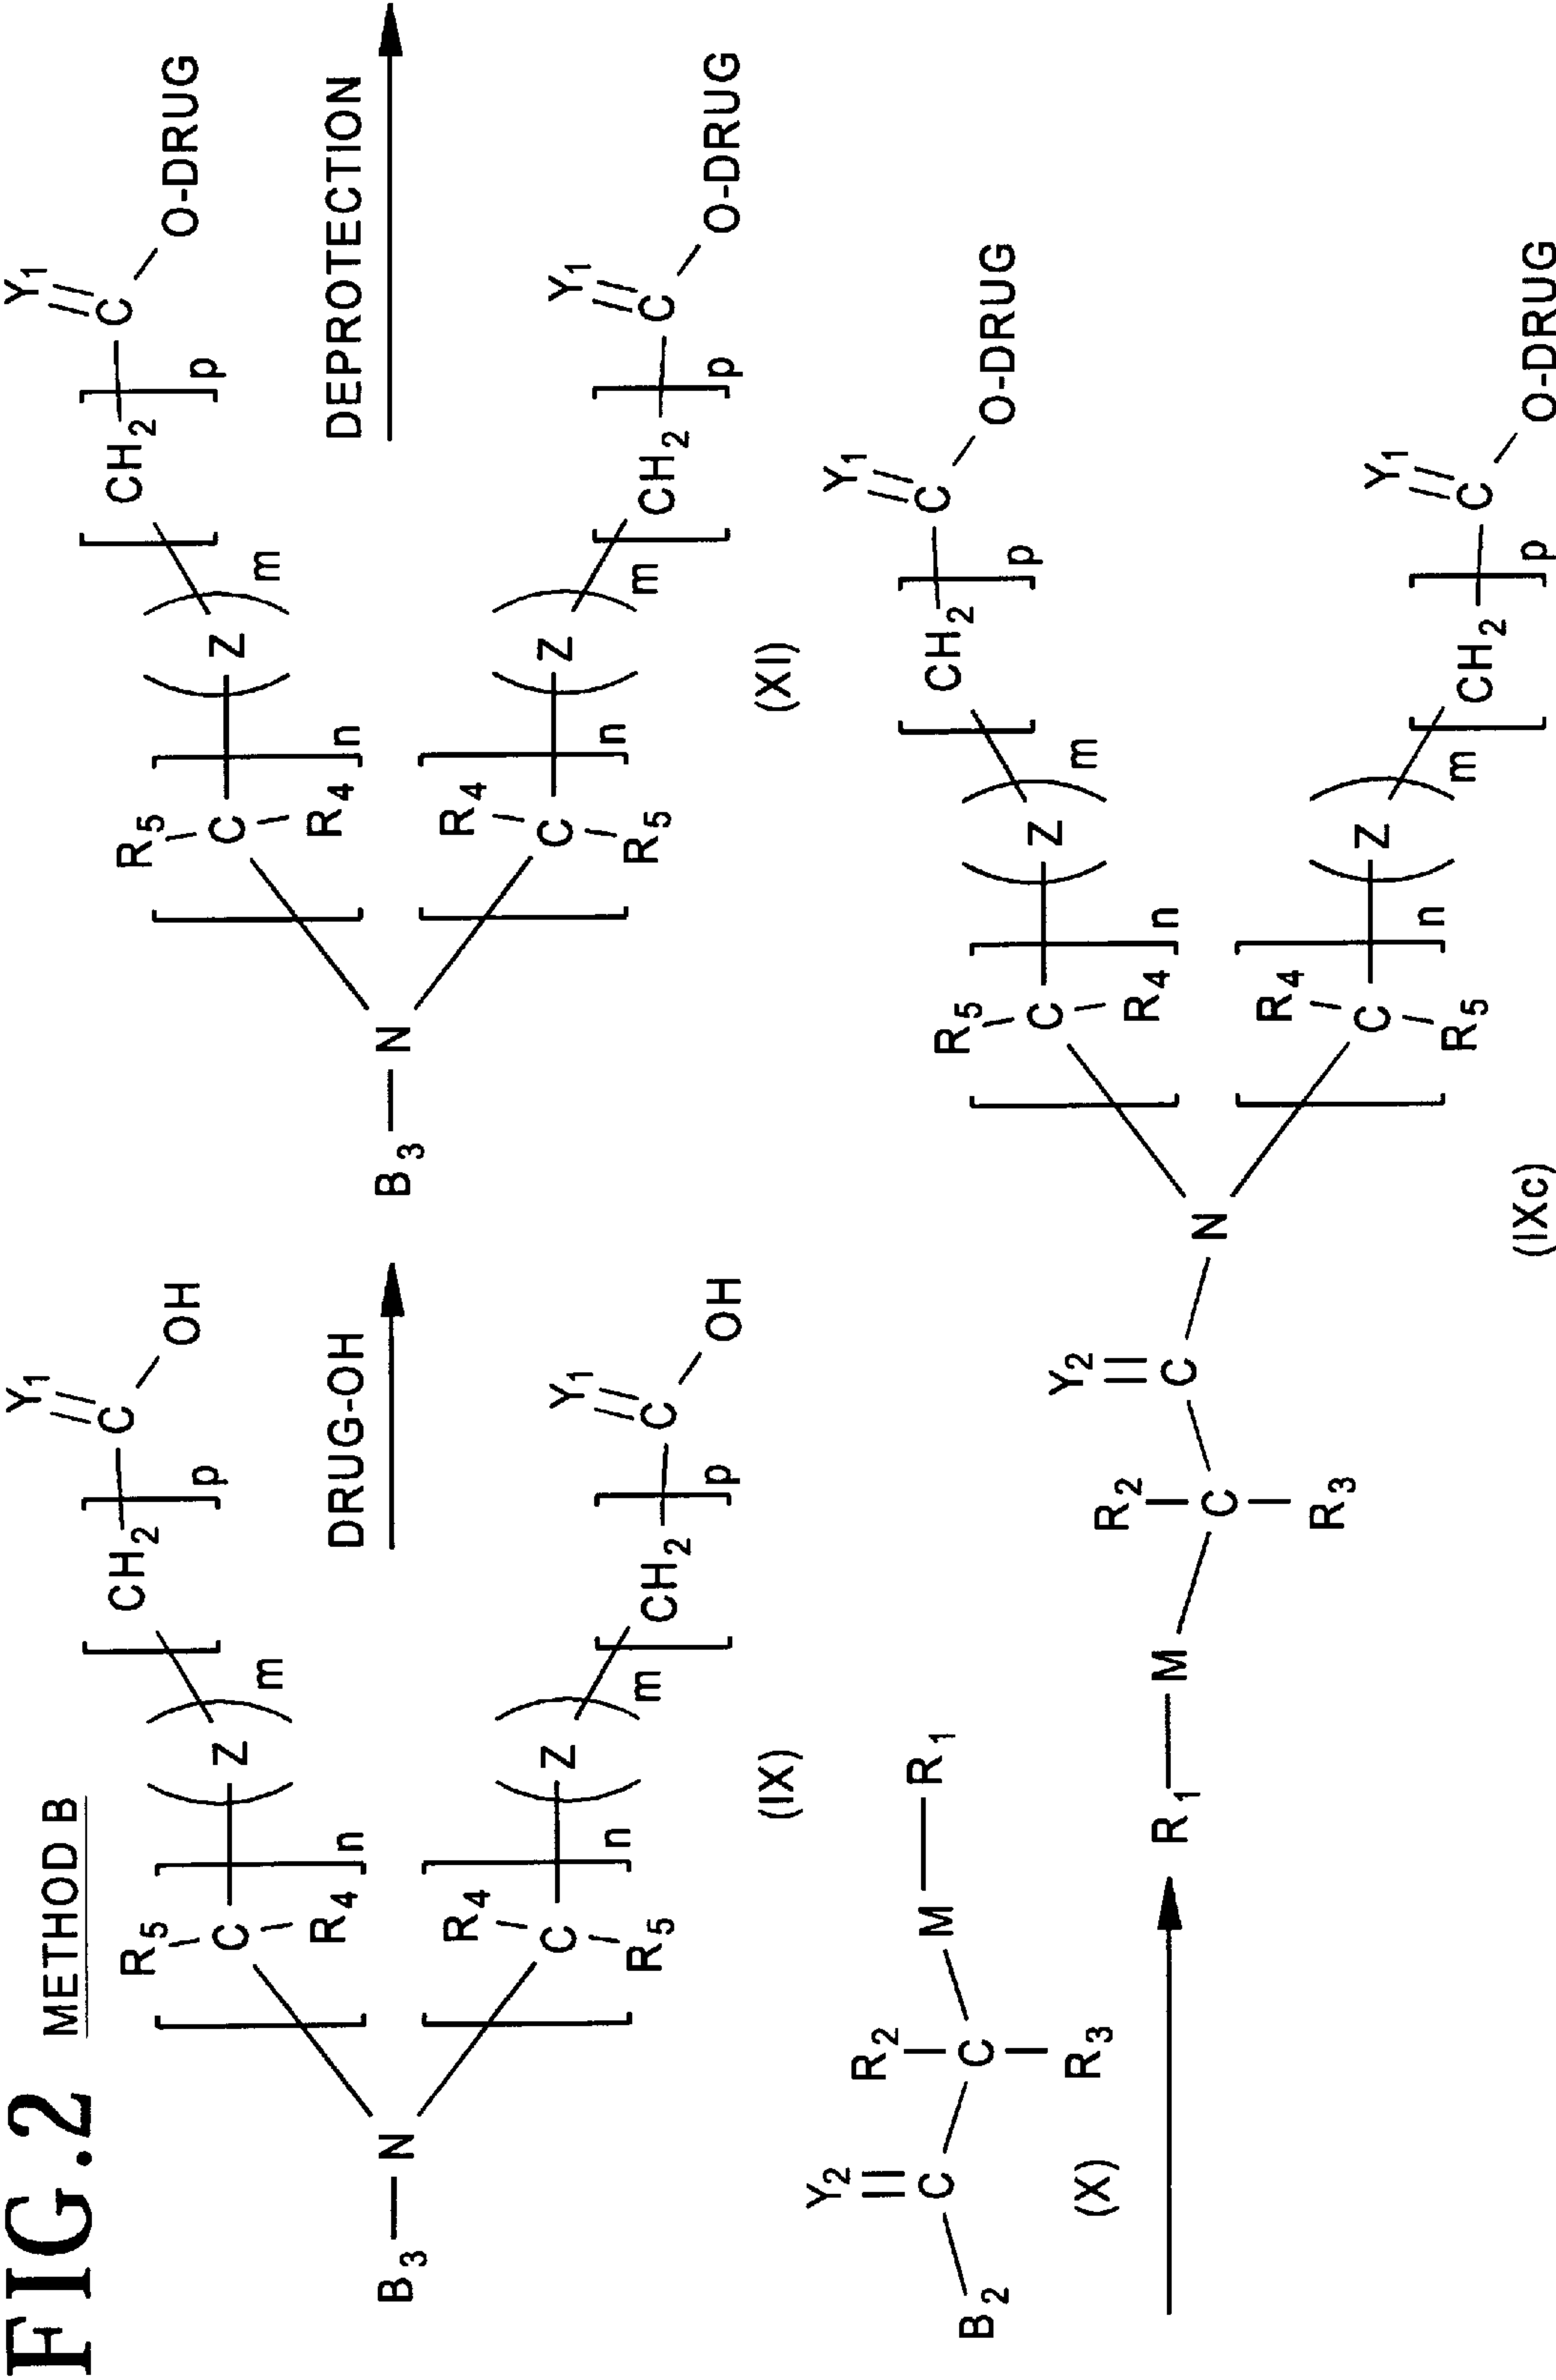 FIG.2 METHOD B
B3—N
[ R5 C R4 ]n (Z)m [ CH2 ]p C Y1 OH
[ R4 C R5 ]n (Z)m [ CH2 ]p C Y1 OH
(IX)
DRUG-OH
B3—N
[ R5 C R4 ]n (Z)m [ CH2 ]p C Y1 O-DRUG
[ R4 C R5 ]n (Z)m [ CH2 ]p C Y1 O-DRUG
(XI)
DEPROTECTION
B2 C Y2 C R2 R3 M—R1
(X)
R1—M C R2 R3 C Y2 N
[ R5 C R4 ]n (Z)m [ CH2 ]p C Y1 O-DRUG
[ R4 C R5 ]n (Z)m [ CH2 ]p C Y1 O-DRUG
(IXc)